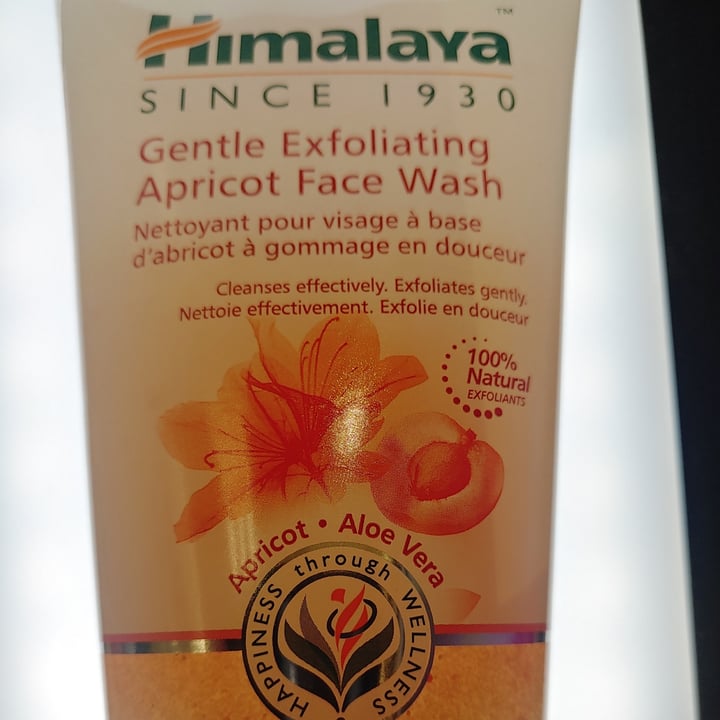 Himalaya™
SINCE 1930
Gentle Exfoliating
Apricot Face Wash
Nettoyant pour visage à base
d'abricot à gommage en douceur
Cleanses effectively. Exfoliates gently.
Nettoie effectivement. Exfolie en douceur
100%
Natural
EXFOLIANTS
Apricot • Aloe Vera
HAPPINESS through WELLNESS